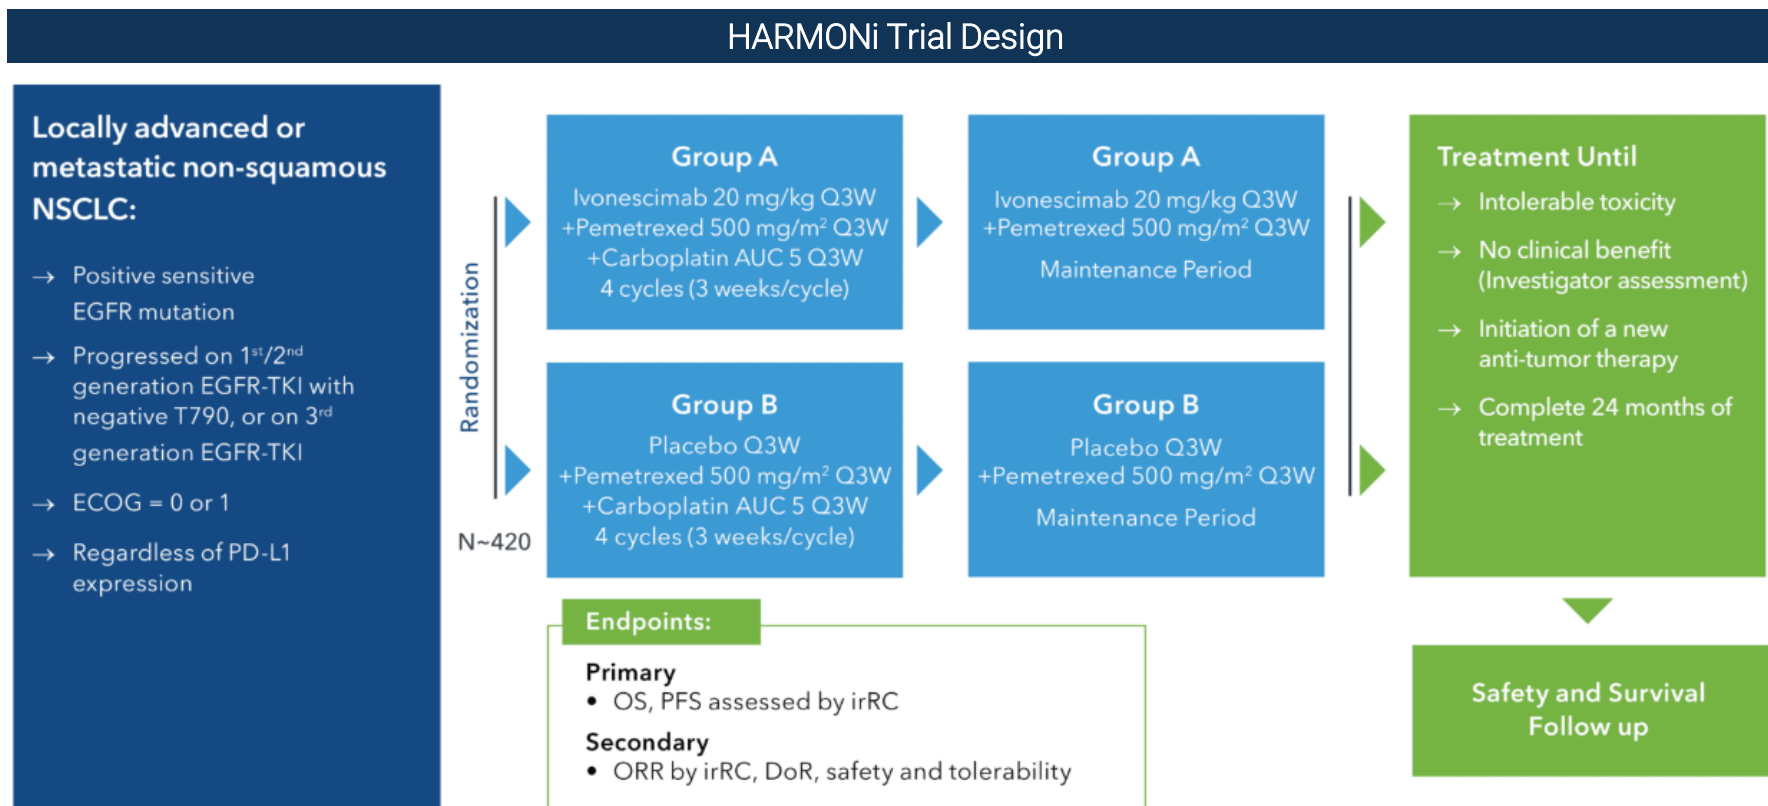 HARMONi Trial Design
Locally advanced or
metastatic non-squamous
NSCLC:
→ Positive sensitive
EGFR mutation
→ Progressed on 1st/2nd
generation EGFR-TKI with
negative T790, or on 3rd
generation EGFR-TKI
→ ECOG = 0 or 1
→ Regardless of PD-L1
expression
Randomization
N~420
Group A
Ivonescimab 20 mg/kg Q3W
+Pemetrexed 500 mg/m² Q3W
+Carboplatin AUC 5 Q3W
4 cycles (3 weeks/cycle)
Group A
Ivonescimab 20 mg/kg Q3W
+Pemetrexed 500 mg/m² Q3W
Maintenance Period
Group B
Placebo Q3W
+Pemetrexed 500 mg/m² Q3W
+Carboplatin AUC 5 Q3W
4 cycles (3 weeks/cycle)
Group B
Placebo Q3W
+Pemetrexed 500 mg/m² Q3W
Maintenance Period
Treatment Until
→ Intolerable toxicity
→ No clinical benefit
(Investigator assessment)
→ Initiation of a new
anti-tumor therapy
→ Complete 24 months of
treatment
Safety and Survival
Follow up
Endpoints:
Primary
• OS, PFS assessed by irRC
Secondary
• ORR by irRC, DoR, safety and tolerability